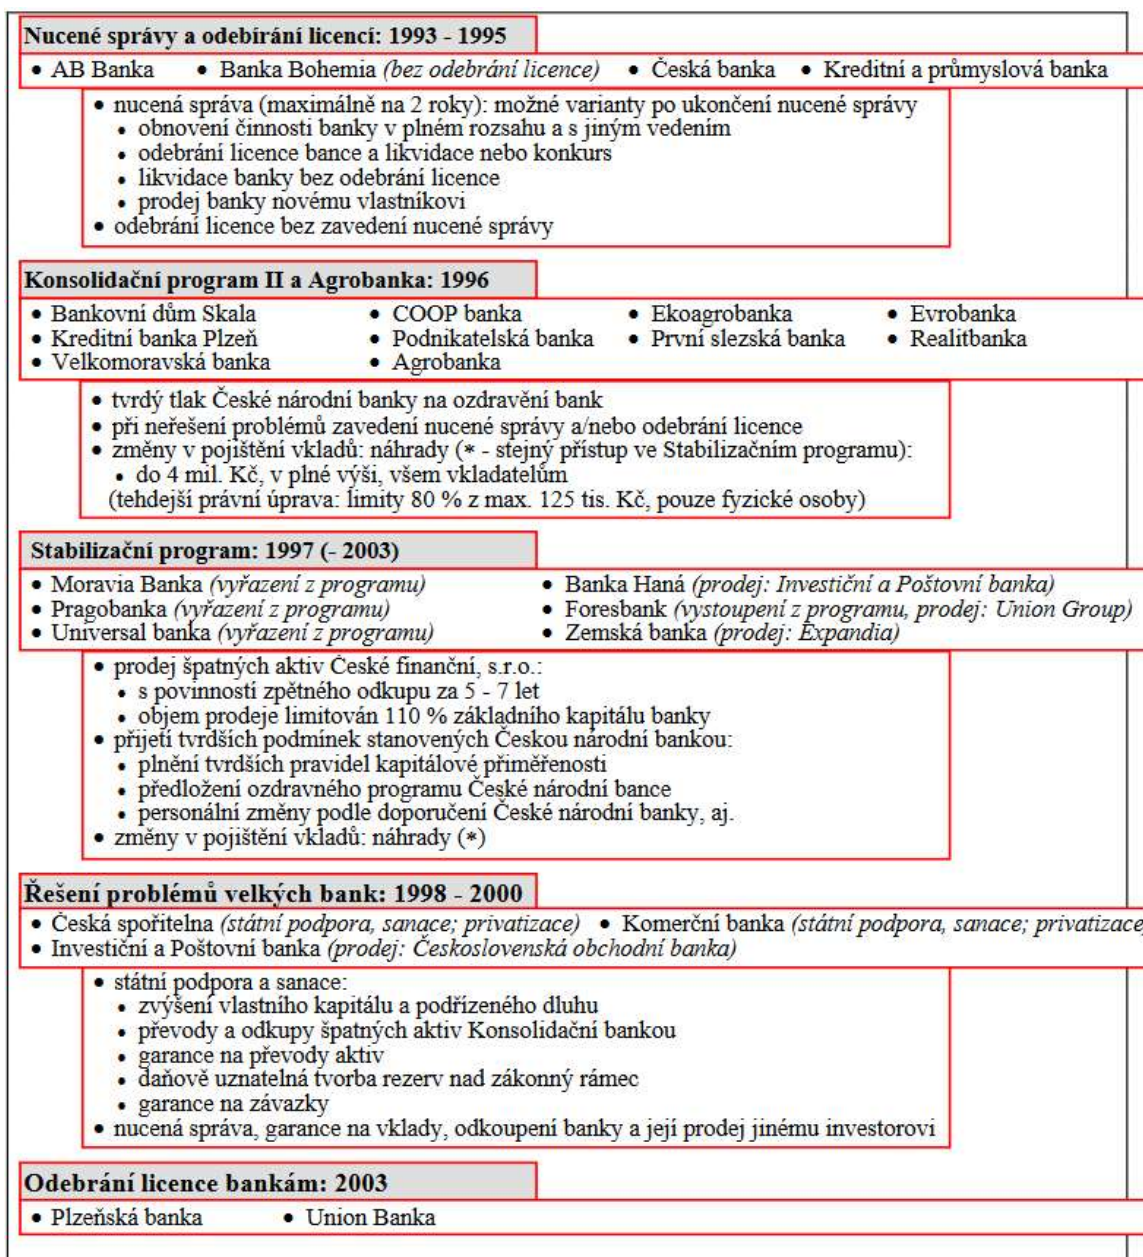 Nucené správy a odebírání licencí: 1993 - 1995
• AB Banka • Banka Bohemia (bez odebrání licence) • Česká banka • Kreditní a průmyslová banka
• nucená správa (maximálně na 2 roky): možné varianty po ukončení nucené správy
• obnovení činnosti banky v plném rozsahu a s jiným vedením
• odebrání licence bance a likvidace nebo konkurs
• likvidace banky bez odebrání licence
• prodej banky novému vlastníkovi
• odebrání licence bez zavedení nucené správy
Konsolidační program II a Agrobanka: 1996
• Bankovní dům Skala • COOP banka • Ekoagrobanka • Evrobanka
• Kreditní banka Plzeň • Podnikatelská banka • První slezská banka • Realitbanka
• Velkomoravská banka • Agrobanka
• tvrdý tlak České národní banky na ozdravění bank
• při neřešení problémů zavedení nucené správy a/nebo odebrání licence
• změny v pojištění vkladů: náhrady (* - stejný přístup ve Stabilizačním programu):
• do 4 mil. Kč, v plné výši, všem vkladatelům
(tehdejší právní úprava: limity 80 % z max. 125 tis. Kč, pouze fyzické osoby)
Stabilizační program: 1997 (- 2003)
• Moravia Banka (vyřazení z programu) • Banka Haná (prodej: Investiční a Poštovní banka)
• Pragobanka (vyřazení z programu) • Foresbank (vystoupení z programu, prodej: Union Group)
• Universal banka (vyřazení z programu) • Zemská banka (prodej: Expandia)
• prodej špatných aktiv České finanční, s.r.o.:
• s povinností zpětného odkupu za 5 - 7 let
• objem prodeje limitován 110 % základního kapitálu banky
• přijetí tvrdších podmínek stanovených Českou národní bankou:
• plnění tvrdších pravidel kapitálové přiměřenosti
• předložení ozdravného programu České národní bance
• personální změny podle doporučení České národní banky, aj.
• změny v pojištění vkladů: náhrady (*)
Řešení problémů velkých bank: 1998 - 2000
• Česká spořitelna (státní podpora, sanace; privatizace) • Komerční banka (státní podpora, sanace; privatizace)
• Investiční a Poštovní banka (prodej: Československá obchodní banka)
• státní podpora a sanace:
• zvýšení vlastního kapitálu a podřízeného dluhu
• převody a odkupy špatných aktiv Konsolidační bankou
• garance na převody aktiv
• daňově uznatelná tvorba rezerv nad zákonný rámec
• garance na závazky
• nucená správa, garance na vklady, odkoupení banky a její prodej jinému investorovi
Odebrání licence bankám: 2003
• Plzeňská banka • Union Banka